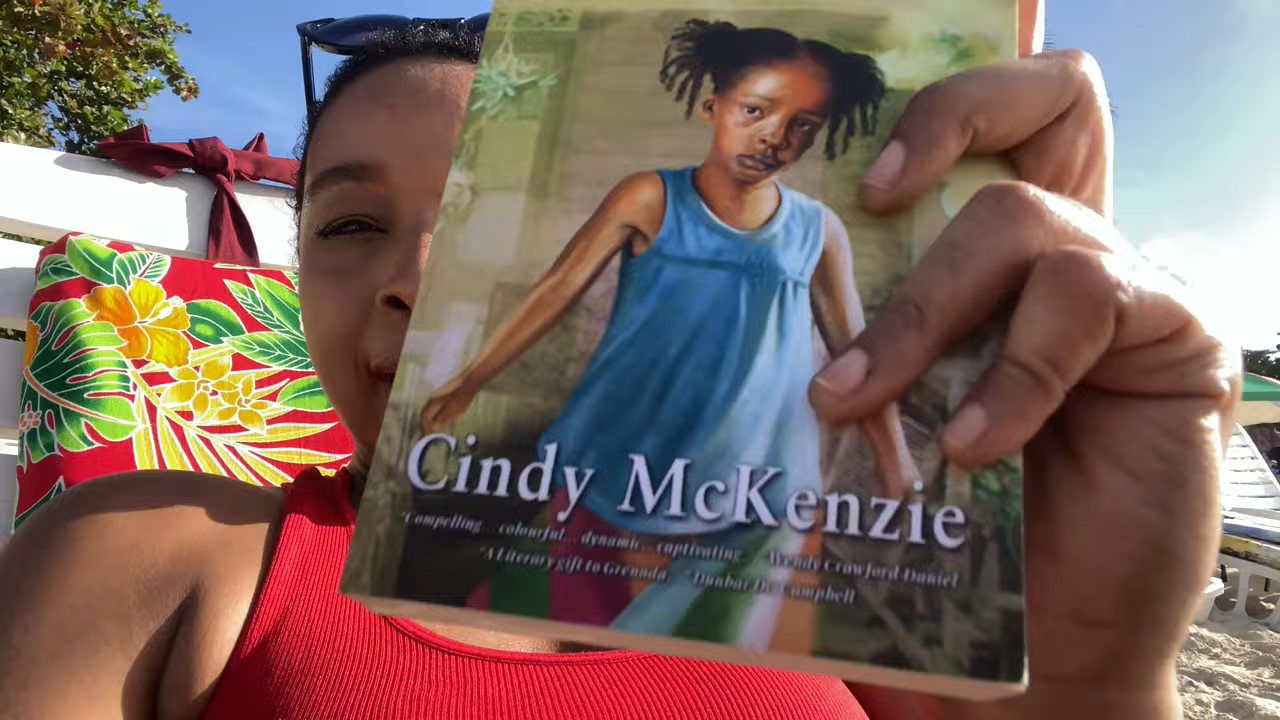 Cindy McKenzie
"Compelling... colourful... dynamic... captivating Wendy Crawford-Daniel
"A Literary gift to Grenada "Dunbar Campbell